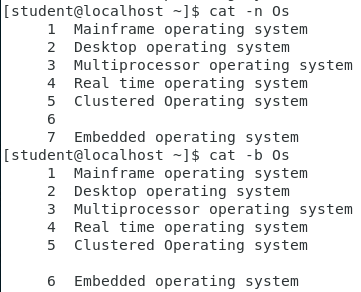 [student@localhost ~]$ cat -n Os
     1  Mainframe operating system
     2  Desktop operating system
     3  Multiprocessor operating system
     4  Real time operating system
     5  Clustered Operating system
     6
     7  Embedded operating system
[student@localhost ~]$ cat -b Os
     1  Mainframe operating system
     2  Desktop operating system
     3  Multiprocessor operating system
     4  Real time operating system
     5  Clustered Operating system

     6  Embedded operating system